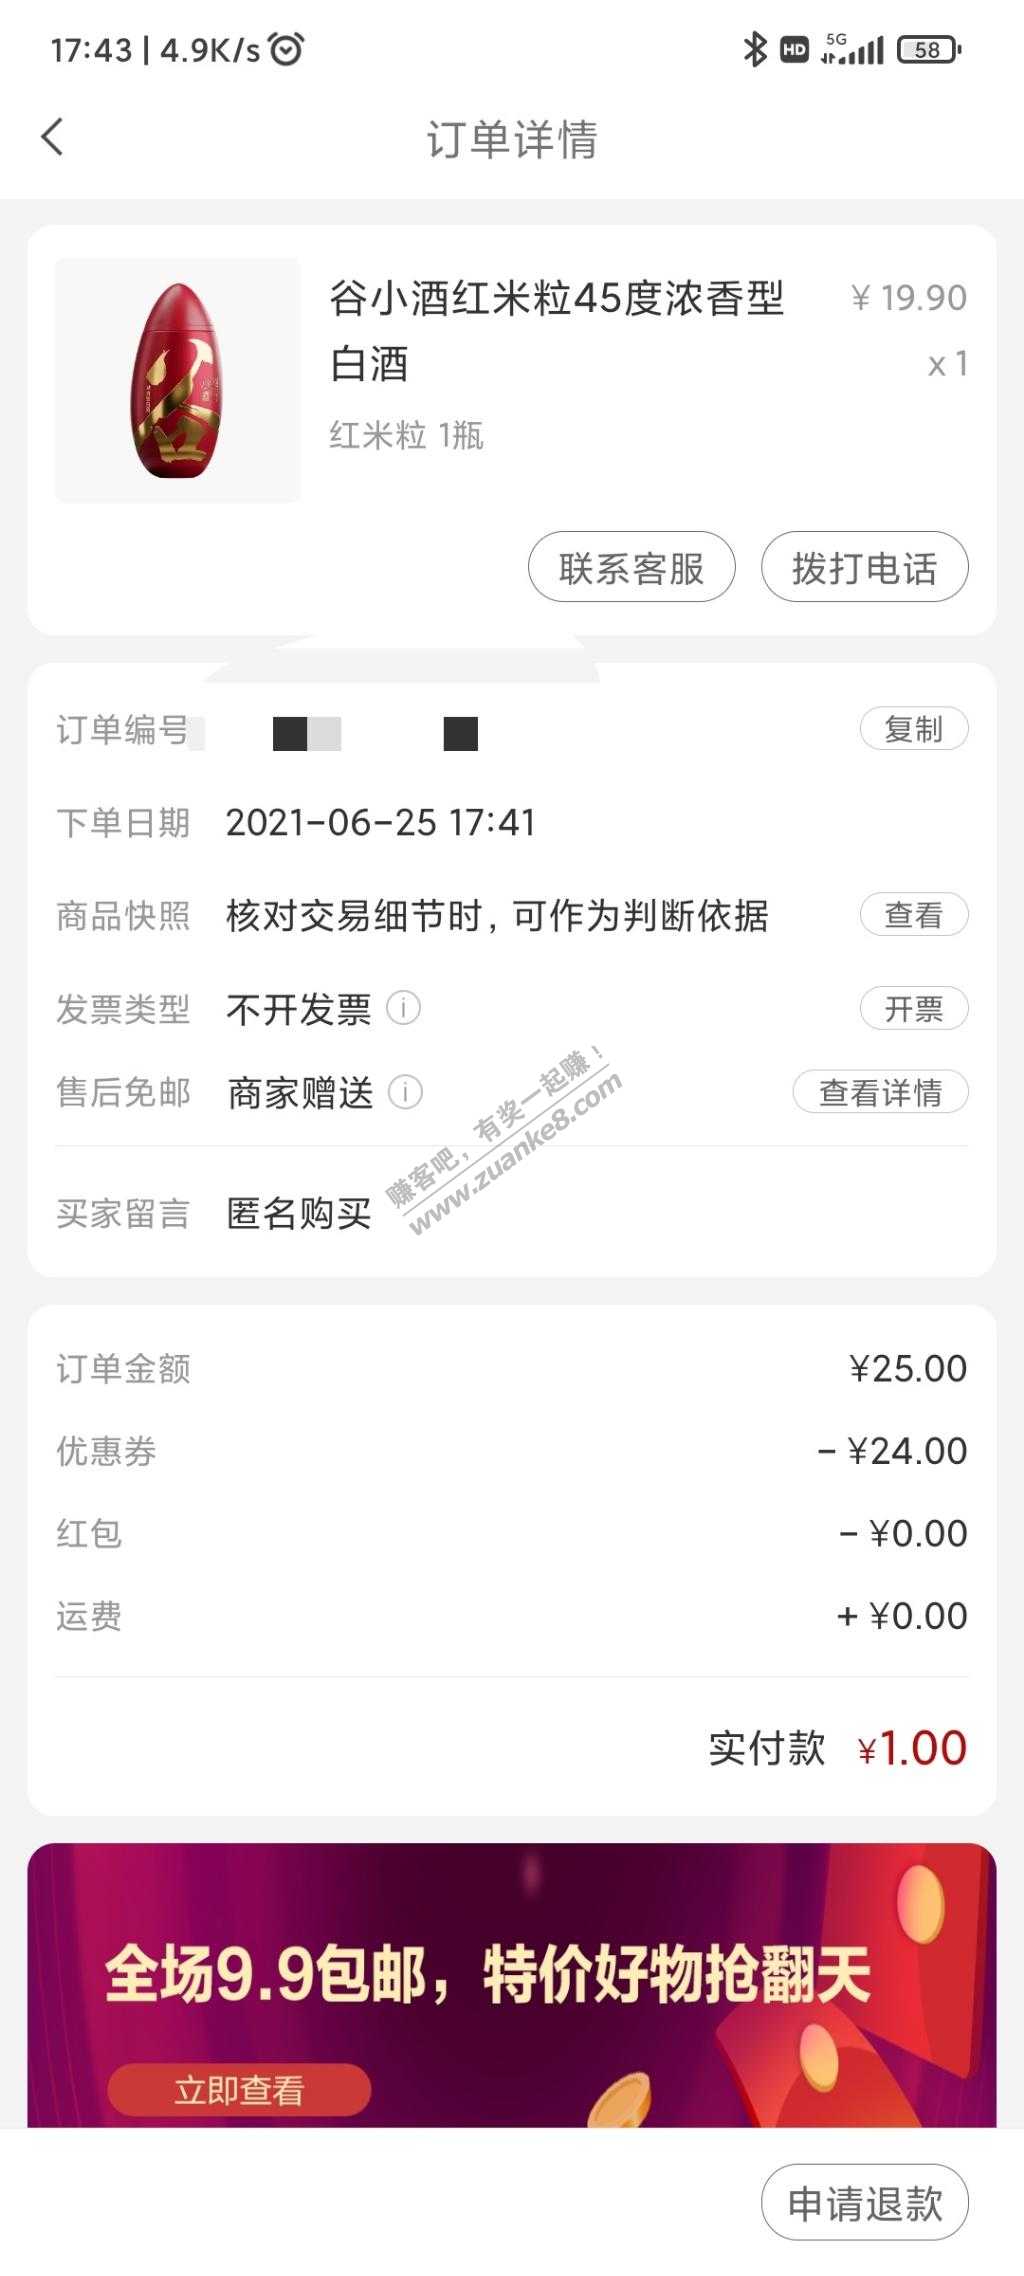 17:43 | 4.9K/s
HD 5G 58
订单详情
谷小酒红米粒45度浓香型
白酒
¥ 19.90
x 1
红米粒 1瓶
联系客服
拨打电话
订单编号
复制
下单日期 2021-06-25 17:41
商品快照 核对交易细节时, 可作为判断依据 查看
发票类型 不开发票 开票
售后免邮 商家赠送 查看详情
赚客吧, 有奖一起赚!
www.zuanke8.com
买家留言 匿名购买
订单金额 ¥25.00
优惠券 - ¥24.00
红包 - ¥0.00
运费 + ¥0.00
实付款 ¥1.00
全场9.9包邮，特价好物抢翻天
立即查看
申请退款